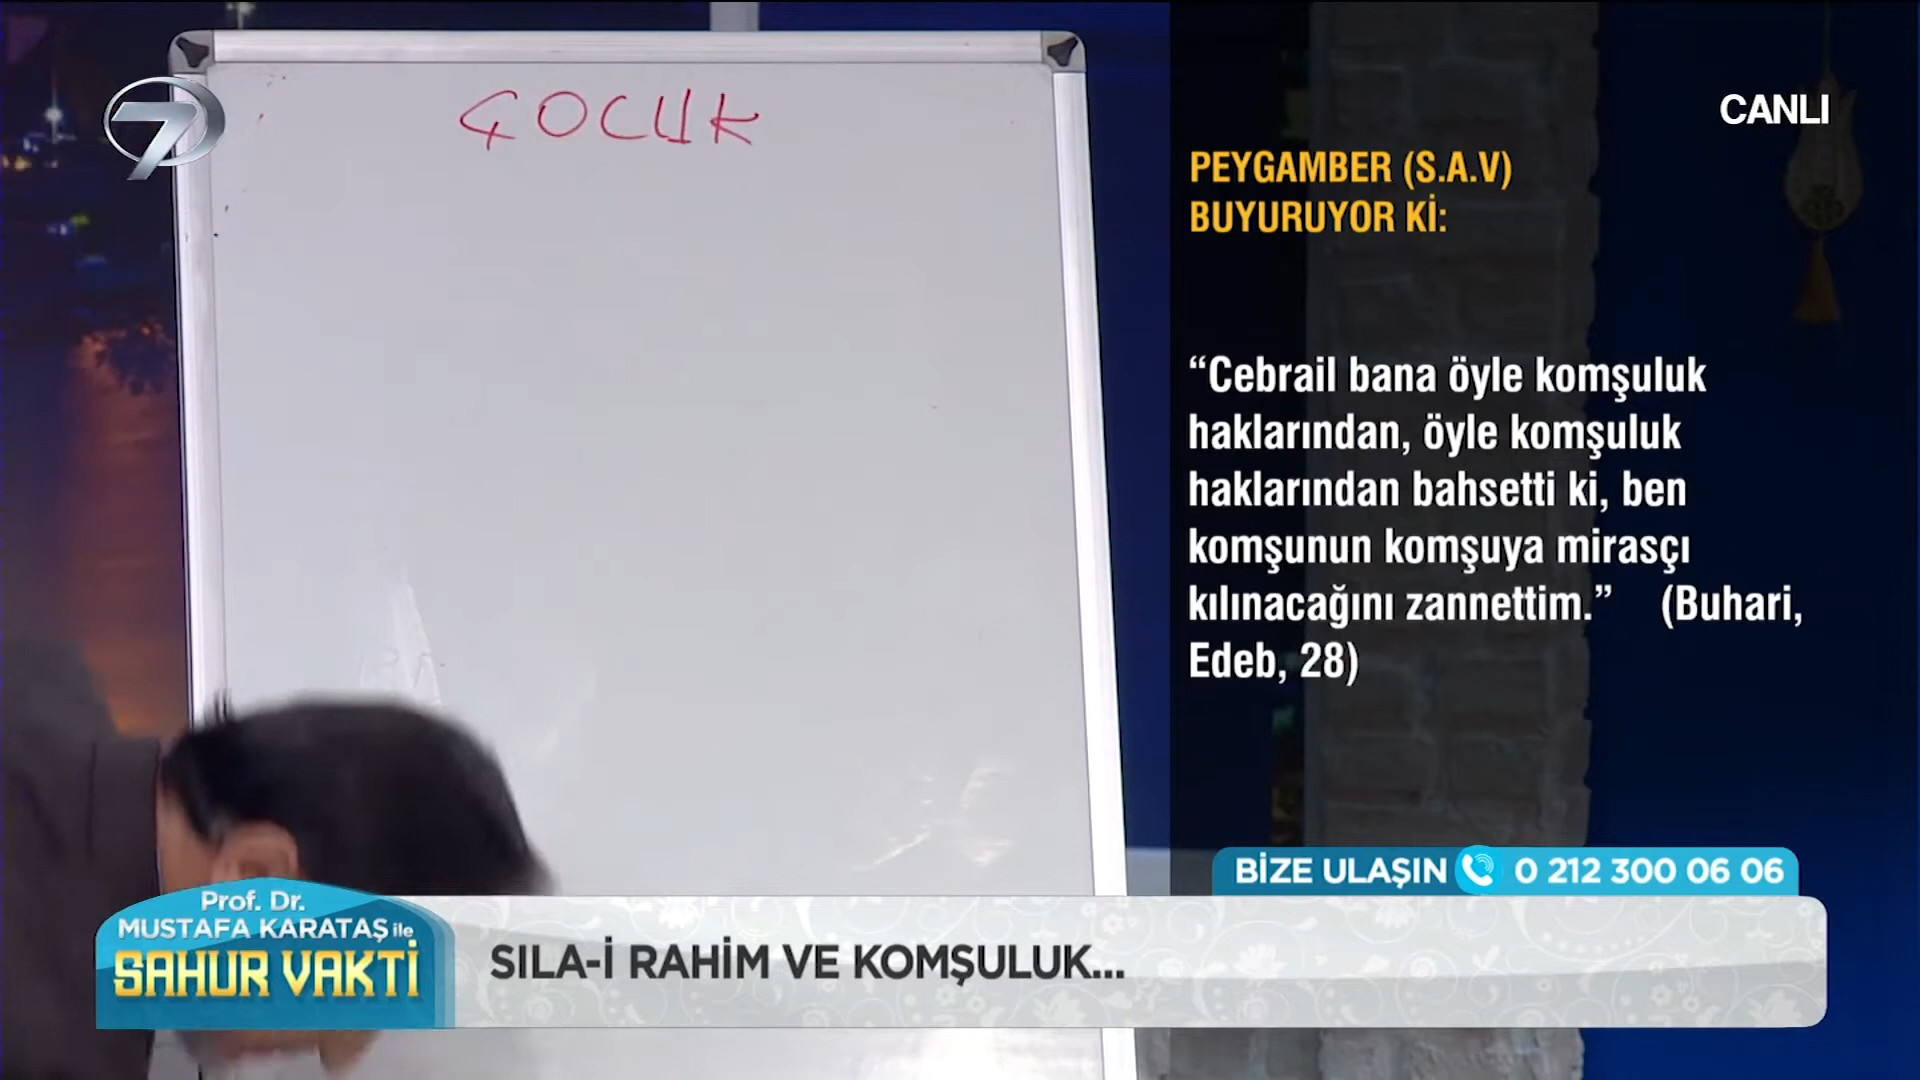 7
ÇOCUK
CANLI
PEYGAMBER (S.A.V)
BUYURUYOR Kİ:
“Cebrail bana öyle komşuluk
haklarından, öyle komşuluk
haklarından bahsetti ki, ben
komşunun komşuya mirasçı
kılınacağını zannettim.” (Buhari,
Edeb, 28)
BİZE ULAŞIN 0 212 300 06 06
Prof. Dr.
MUSTAFA KARATAŞ ile
SAHUR VAKTİ
SILA-İ RAHİM VE KOMŞULUK...